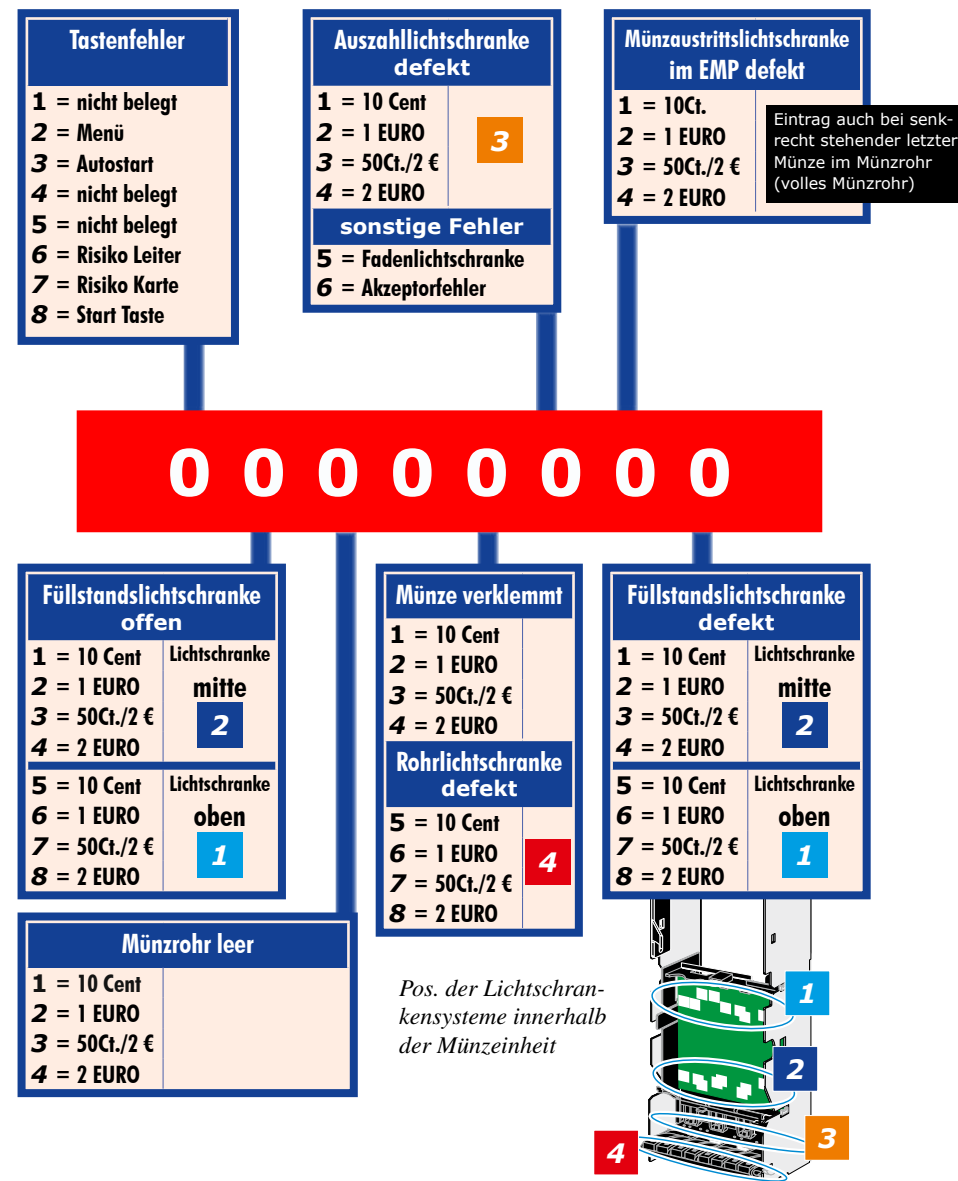 Tastenfehler
1 = nicht belegt
2 = Menü
3 = Autostart
4 = nicht belegt
5 = nicht belegt
6 = Risiko Leiter
7 = Risiko Karte
8 = Start Taste
Auszahllichtschranke
defekt
1 = 10 Cent
2 = 1 EURO
3 = 50Ct./2 €
4 = 2 EURO
3
sonstige Fehler
5 = Fadenlichtschranke
6 = Akzeptorfehler
Münzaustrittslichtschranke
im EMP defekt
1 = 10Ct.
2 = 1 EURO
3 = 50Ct./2 €
4 = 2 EURO
Eintrag auch bei senk-
recht stehender letzter
Münze im Münzrohr
(volles Münzrohr)
0 0 0 0 0 0 0 0
Füllstandslichtschranke
offen
1 = 10 Cent
2 = 1 EURO
3 = 50Ct./2 €
4 = 2 EURO
Lichtschranke
mitte
2
5 = 10 Cent
6 = 1 EURO
7 = 50Ct./2 €
8 = 2 EURO
Lichtschranke
oben
1
Münzrohr leer
1 = 10 Cent
2 = 1 EURO
3 = 50Ct./2 €
4 = 2 EURO
Münze verklemmt
1 = 10 Cent
2 = 1 EURO
3 = 50Ct./2 €
4 = 2 EURO
Rohrlichtschranke
defekt
5 = 10 Cent
6 = 1 EURO
7 = 50Ct./2 €
8 = 2 EURO
4
Füllstandslichtschranke
defekt
1 = 10 Cent
2 = 1 EURO
3 = 50Ct./2 €
4 = 2 EURO
Lichtschranke
mitte
2
5 = 10 Cent
6 = 1 EURO
7 = 50Ct./2 €
8 = 2 EURO
Lichtschranke
oben
1
Pos. der Lichtschran-
kensysteme innerhalb
der Münzeinheit
1
2
3
4